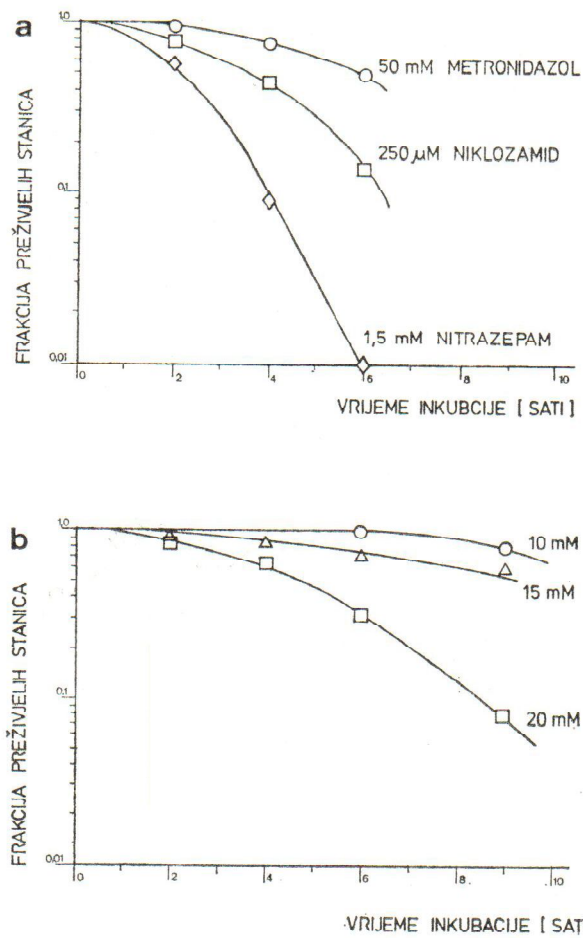 a
1.0
50 mM METRONIDAZOL
250 µM NIKLOZAMID
0.1
1,5 mM NITRAZEPAM
0.01
0
2
4
6
8
10
FRAKCIJA PREŽIVJELIH STANICA
VRIJEME INKUBCIJE [ SATI ]
b
1.0
10 mM
15 mM
0.1
20 mM
0.01
0
2
4
6
8
10
FRAKCIJA PREŽIVJELIH STANICA
VRIJEME INKUBACIJE [ SAT